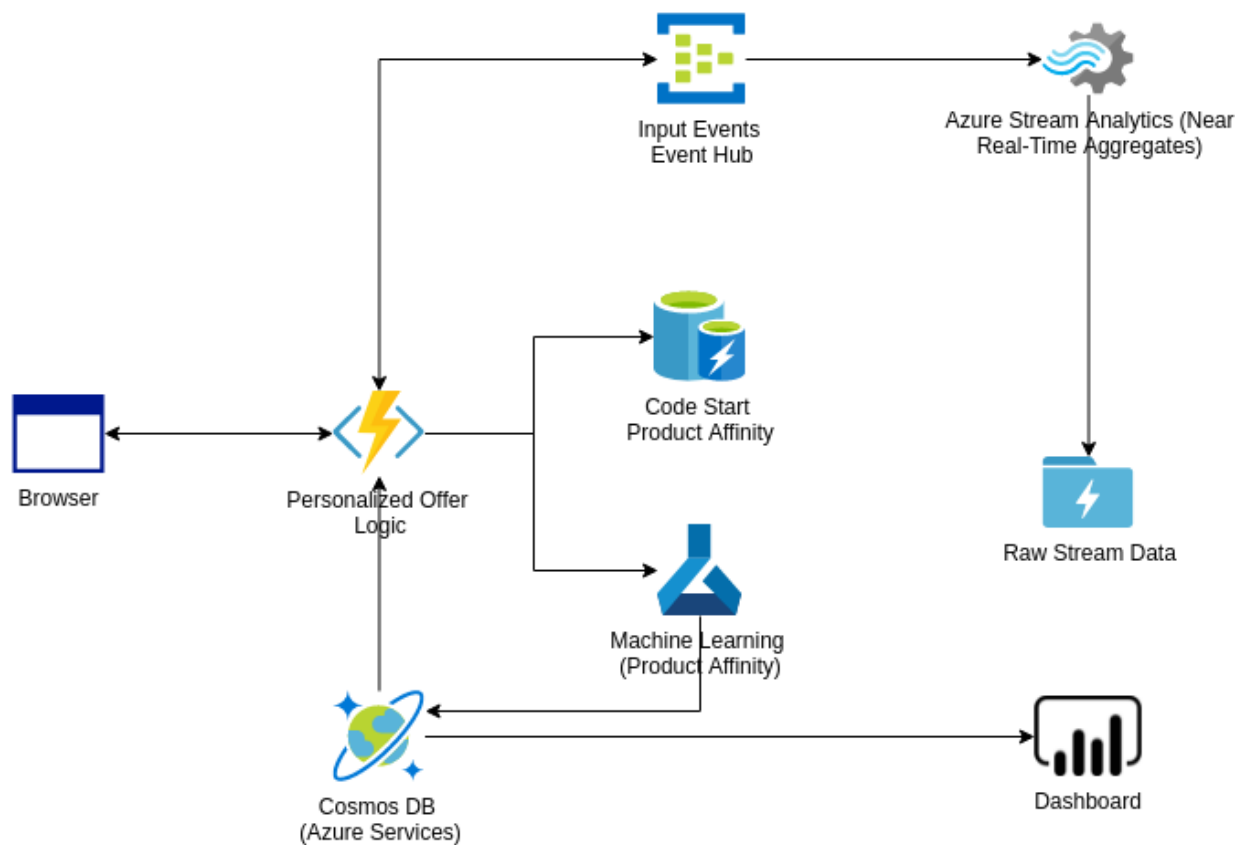 Input Events
Event Hub
Azure Stream Analytics (Near
Real-Time Aggregates)
Code Start
Product Affinity
Browser
Personalized Offer
Logic
Raw Stream Data
Machine Learning
(Product Affinity)
Cosmos DB
(Azure Services)
Dashboard